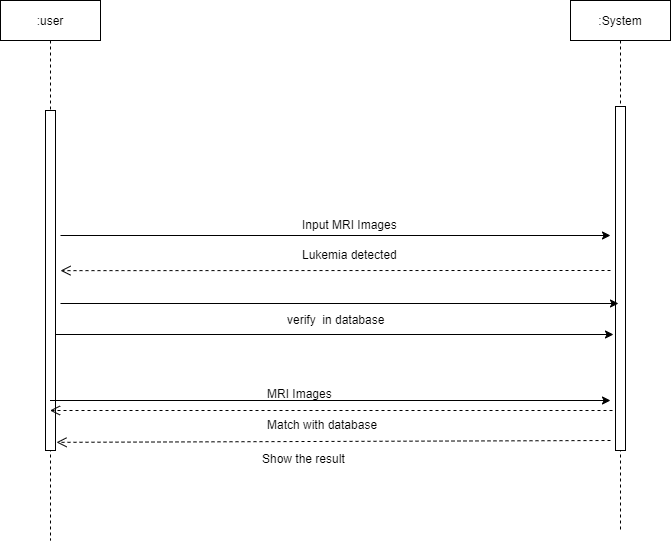 :user
:System
Input MRI Images
Lukemia detected
verify  in database
MRI Images
Match with database
Show the result